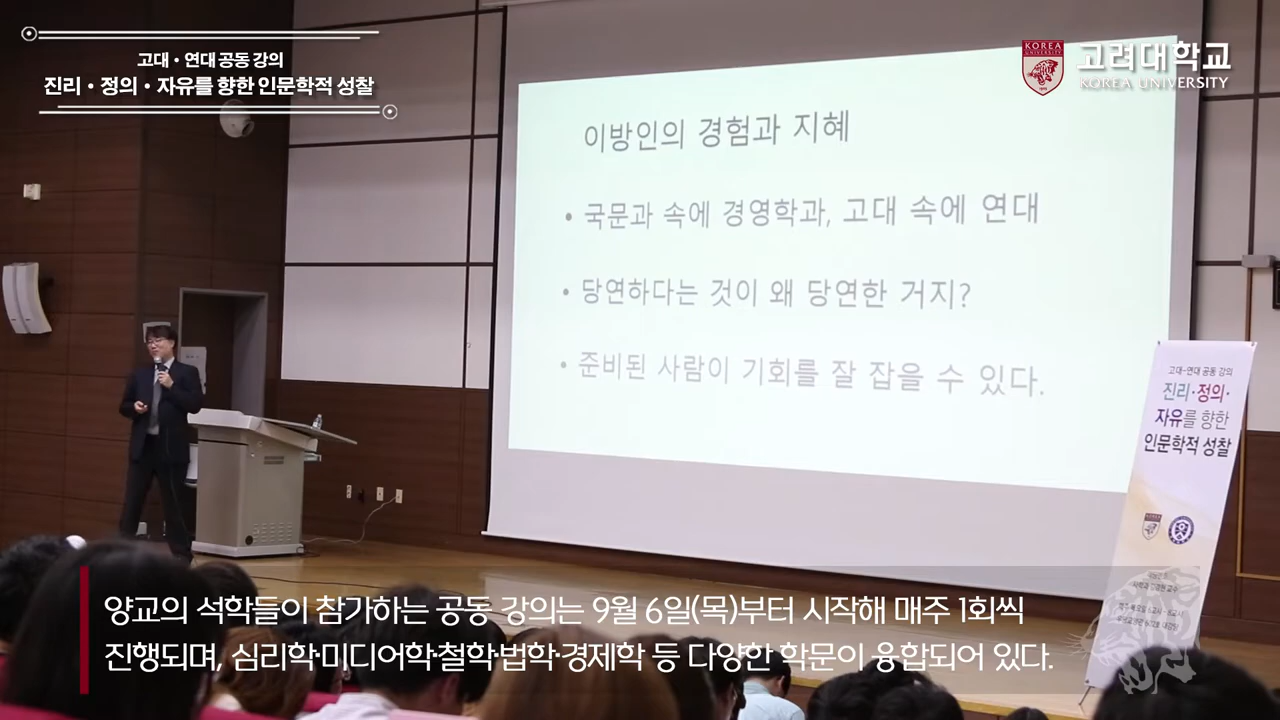 고대·연대 공동 강의
진리·정의·자유를 향한 인문학적 성찰
KOREA
UNIVERSITY
고려대학교
KOREA UNIVERSITY
이방인의 경험과 지혜
• 국문과 속에 경영학과, 고대 속에 연대
• 당연하다는 것이 왜 당연한 거지?
• 준비된 사람이 기회를 잘 잡을 수 있다.
고대-연대 공동 강의
진리·정의·
자유를 향한
인문학적 성찰
양교의 석학들이 참가하는 공동 강의는 9월 6일(목)부터 시작해 매주 1회씩
진행되며, 심리학·미디어학·철학·법학·경제학 등 다양한 학문이 융합되어 있다.